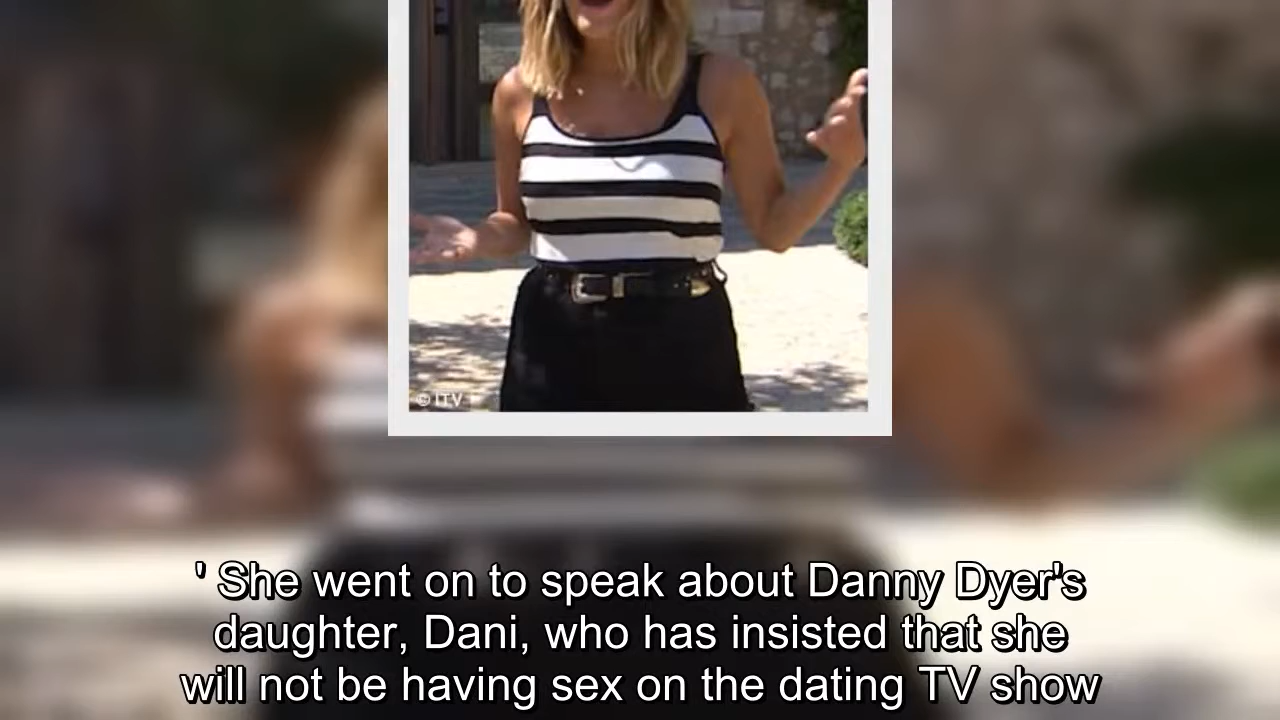 © ITV
' She went on to speak about Danny Dyer's
daughter, Dani, who has insisted that she
will not be having sex on the dating TV show